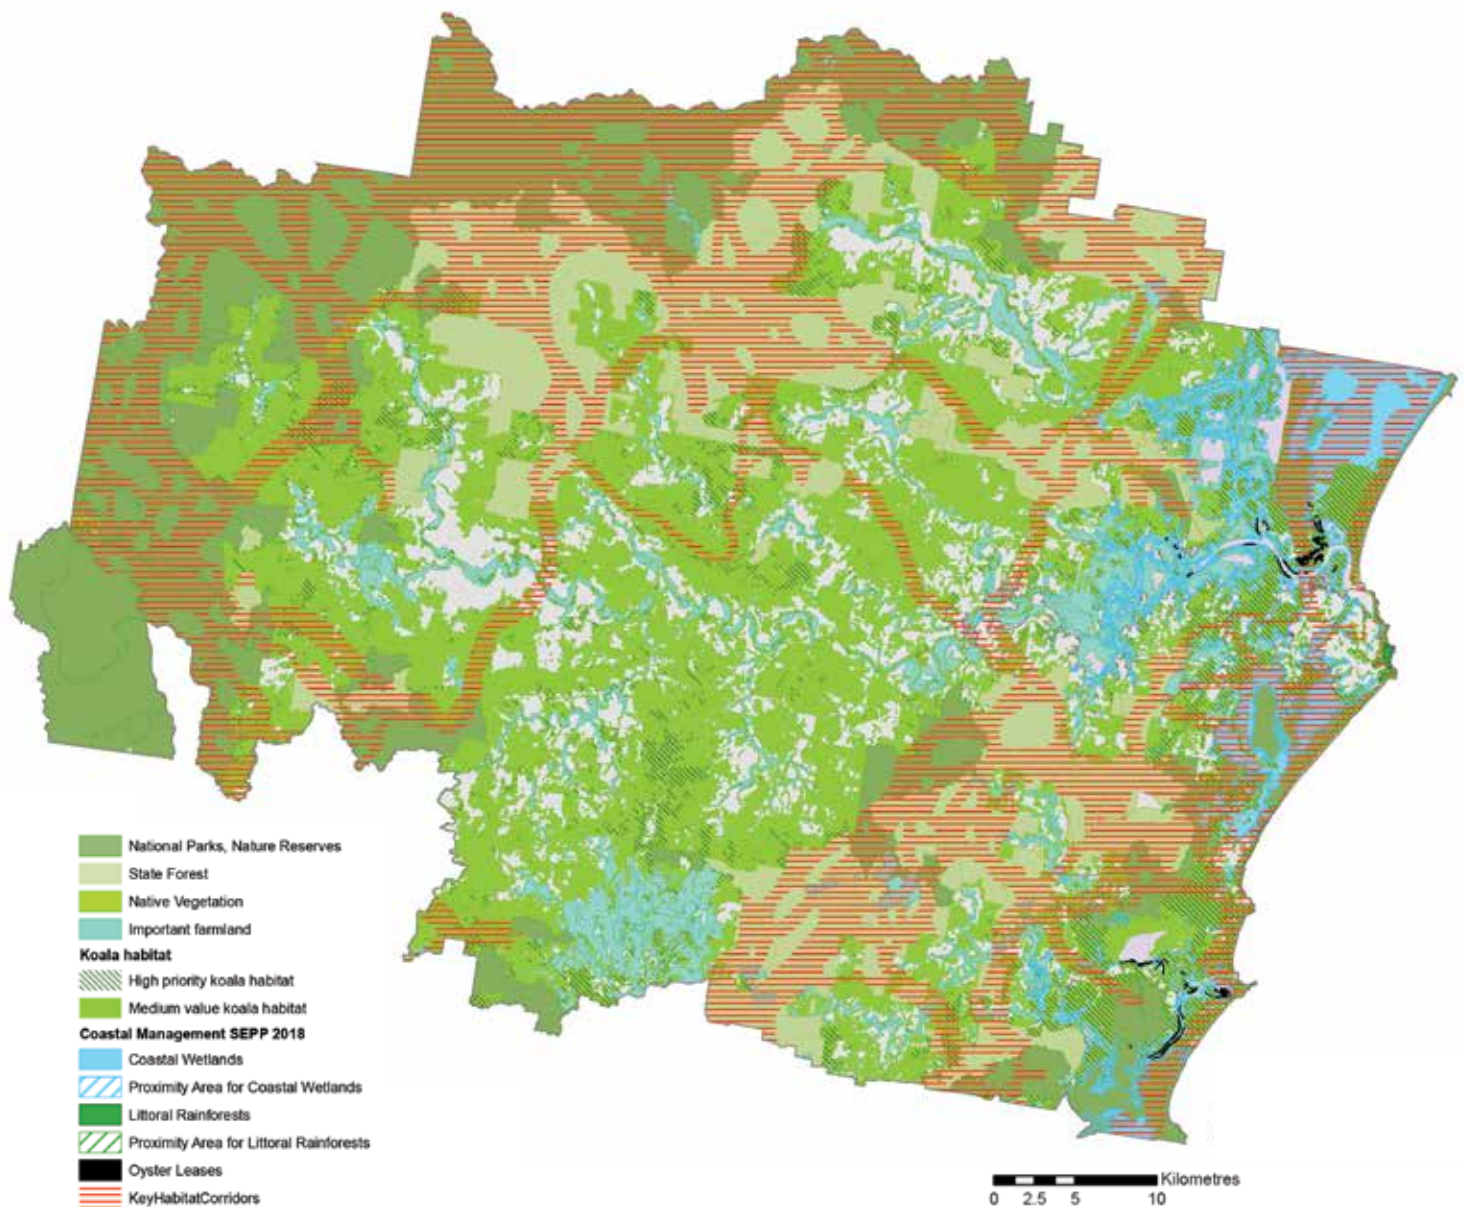 National Parks, Nature Reserves
State Forest
Native Vegetation
Important farmland
Koala habitat
High priority koala habitat
Medium value koala habitat
Coastal Management SEPP 2018
Coastal Wetlands
Proximity Area for Coastal Wetlands
Littoral Rainforests
Proximity Area for Littoral Rainforests
Oyster Leases
KeyHabitatCorridors
Kilometres
0 2.5 5 10